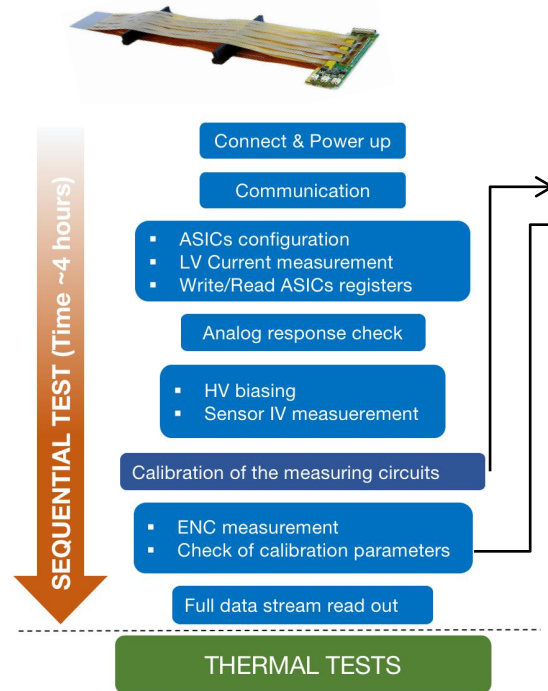 Connect & Power up
Communication
▪ ASICs configuration
▪ LV Current measurement
▪ Write/Read ASICs registers
Analog response check
▪ HV biasing
▪ Sensor IV measuerement
Calibration of the measuring circuits
▪ ENC measurement
▪ Check of calibration parameters
Full data stream read out
SEQUENTIAL TEST (Time ~4 hours)
THERMAL TESTS